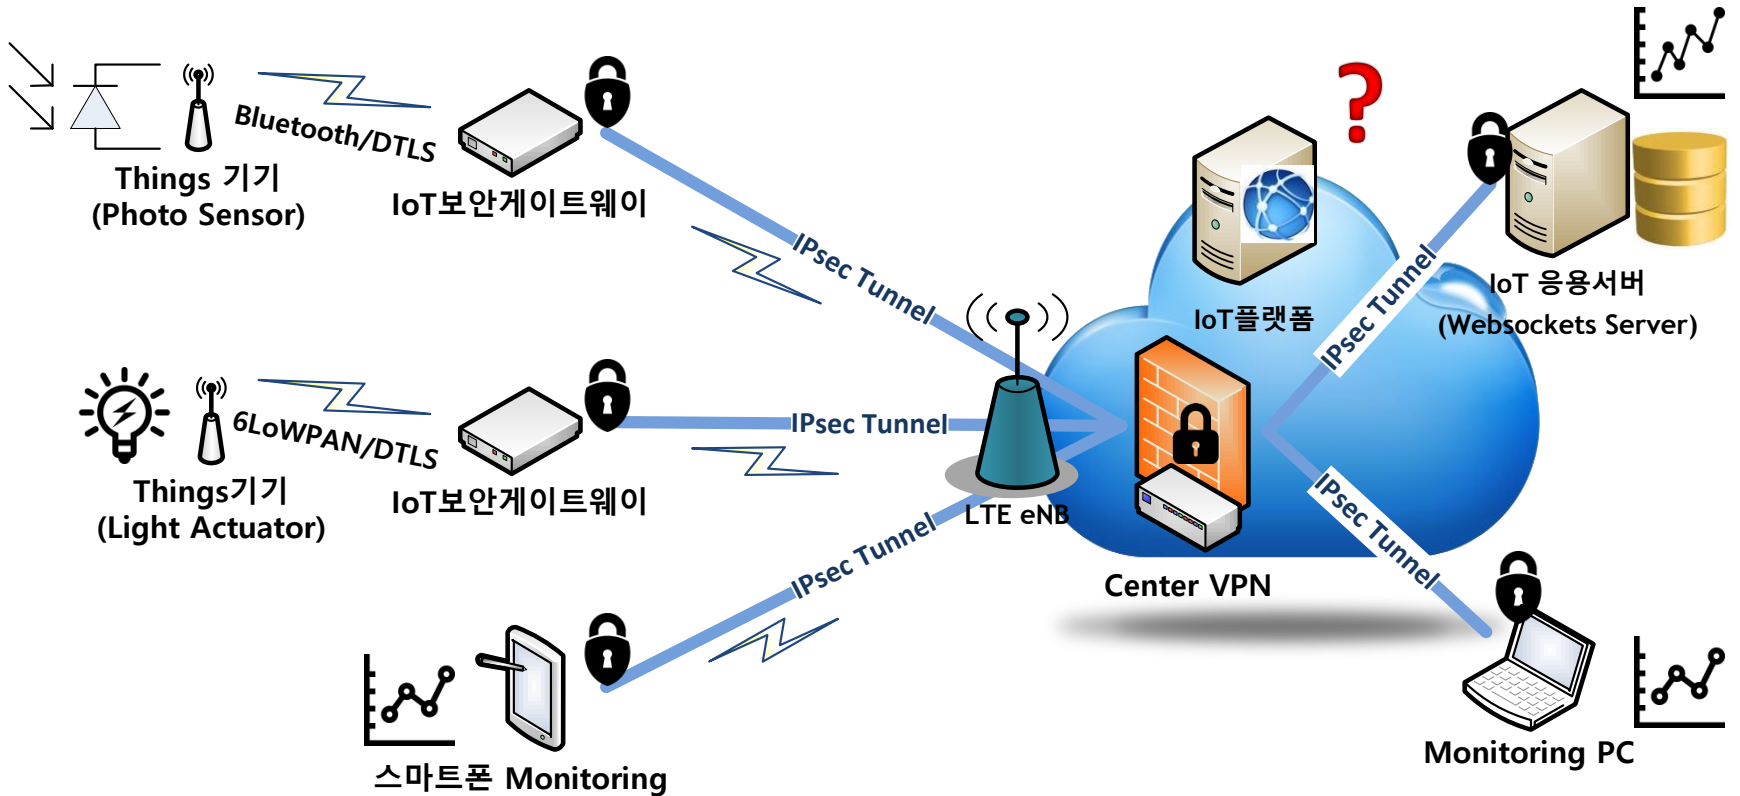 Bluetooth/DTLS
Things 기기
(Photo Sensor)
IoT보안게이트웨이
IPsec Tunnel
6LoWPAN/DTLS
Things기기
(Light Actuator)
IoT보안게이트웨이
IPsec Tunnel
스마트폰 Monitoring
IPsec Tunnel
LTE eNB
?
IoT플랫폼
Center VPN
IPsec Tunnel
IoT 응용서버
(Websockets Server)
IPsec Tunnel
Monitoring PC